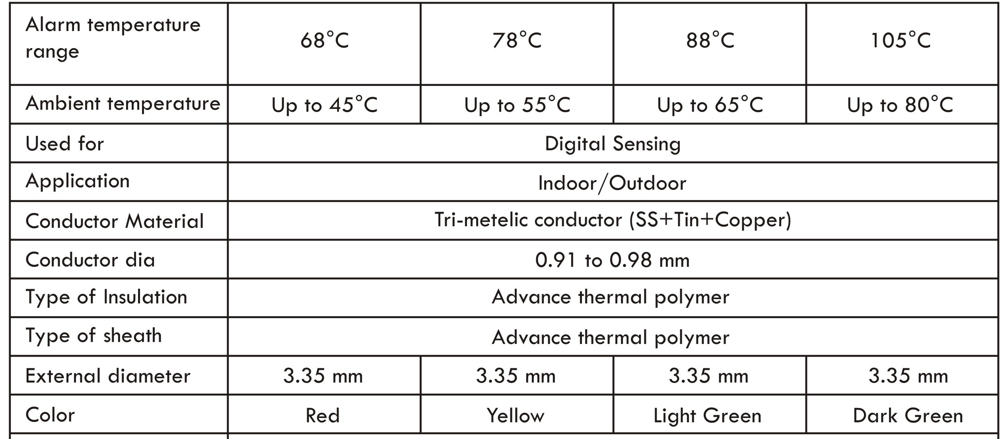 Alarm temperature
range
68°C
78°C
88°C
105°C
Ambient temperature
Up to 45°C
Up to 55°C
Up to 65°C
Up to 80°C
Used for
Digital Sensing
Application
Indoor/Outdoor
Conductor Material
Tri-metelic conductor (SS+Tin+Copper)
Conductor dia
0.91 to 0.98 mm
Type of Insulation
Advance thermal polymer
Type of sheath
Advance thermal polymer
External diameter
3.35 mm
3.35 mm
3.35 mm
3.35 mm
Color
Red
Yellow
Light Green
Dark Green